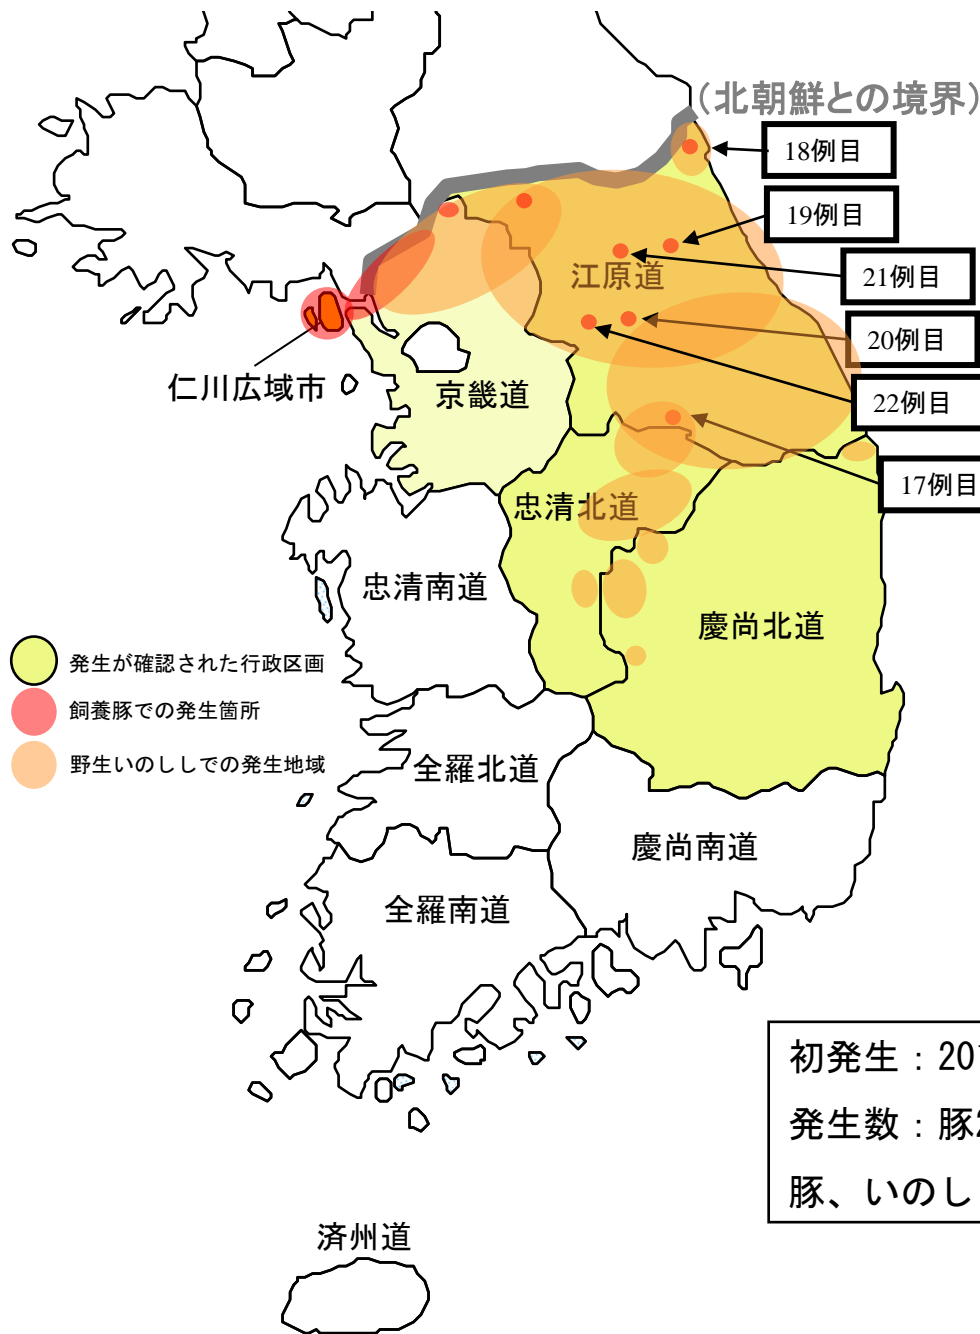 (北朝鮮との境界)
18例目
19例目
江原道
21例目
20例目
仁川広域市
京畿道
22例目
17例目
忠清北道
忠清南道
慶尚北道
発生が確認された行政区画
飼養豚での発生箇所
野生いのししでの発生地域
全羅北道
慶尚南道
全羅南道
初発生：20
発生数：豚
豚、いのし
済州道